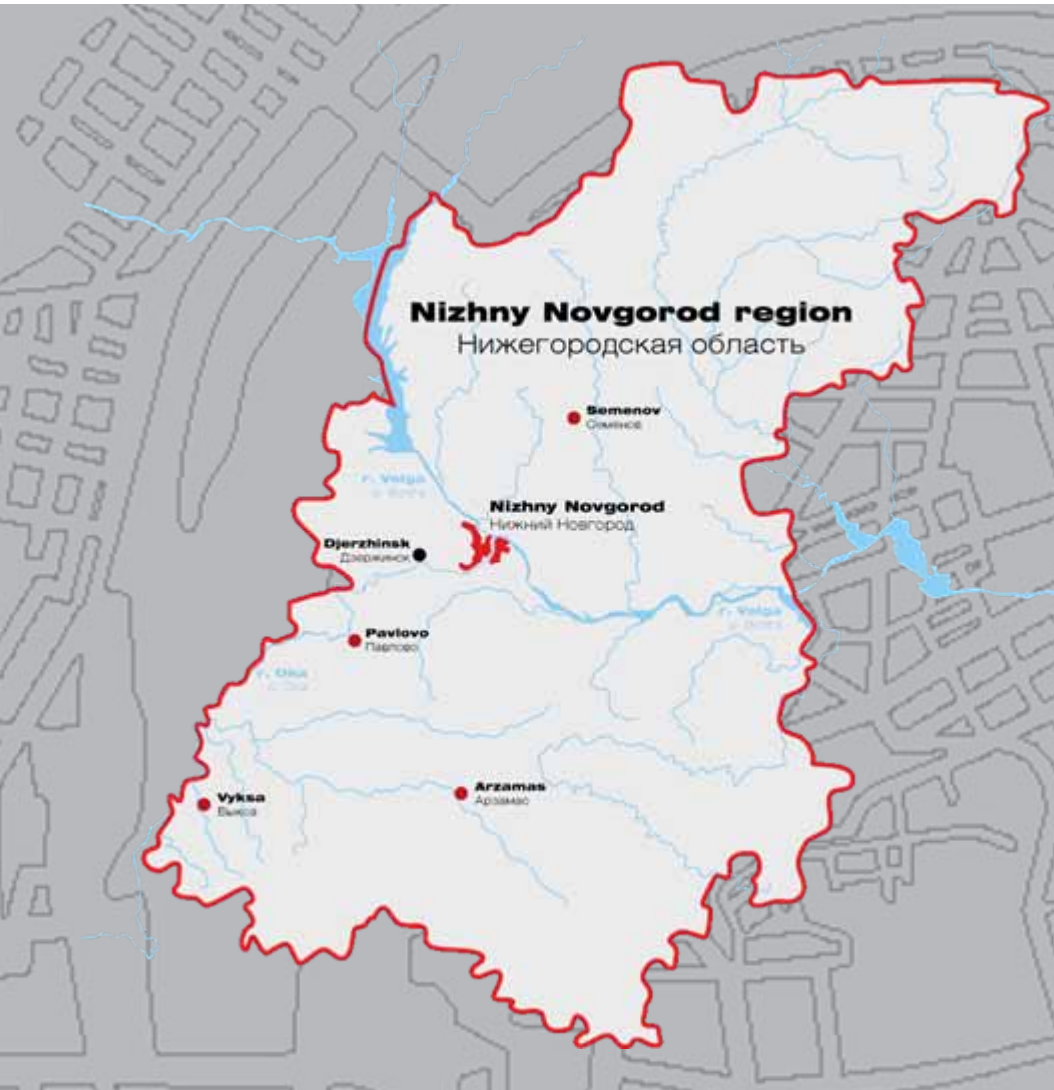 Nizhny Novgorod region
Нижегородская область
Semenov
Семенов
r. Volga
р. Волга
Nizhny Novgorod
Нижний Новгород
Djerzhinsk
Дзержинск
r. Volga
р. Волга
Pavlovo
Павлово
r. Oka
р. Ока
Arzamas
Арзамас
Vyksa
Выкса